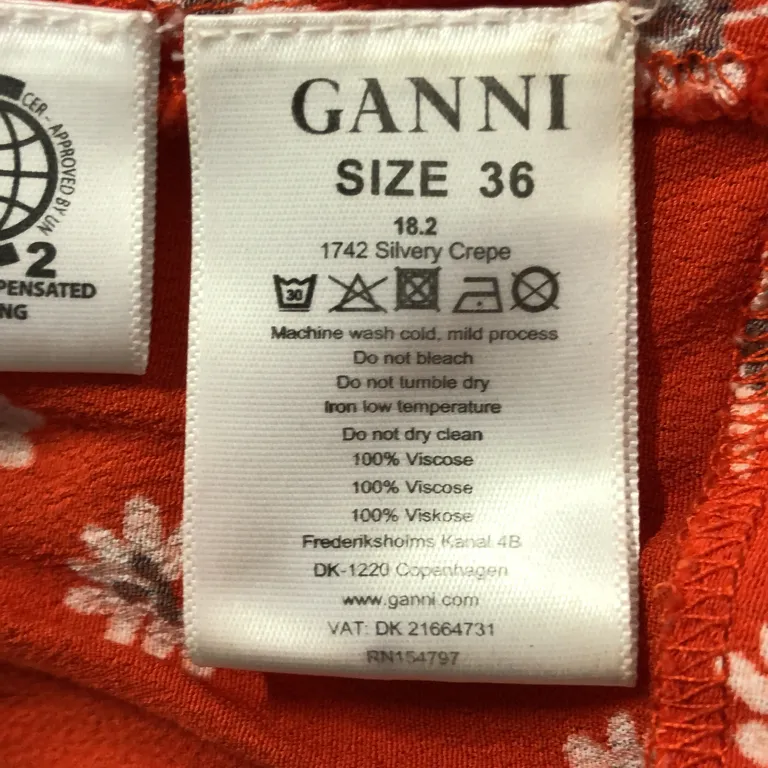 CER - APPROVED BY UN
2
PENSATED
NG
GANNI
SIZE 36
18.2
1742 Silvery Crepe
30
Machine wash cold, mild process
Do not bleach
Do not tumble dry
Iron low temperature
Do not dry clean
100% Viscose
100% Viscose
100% Viskose
Frederiksholms Kanal 4B
DK-1220 Copenhagen
www.ganni.com
VAT: DK 21664731
RN154797